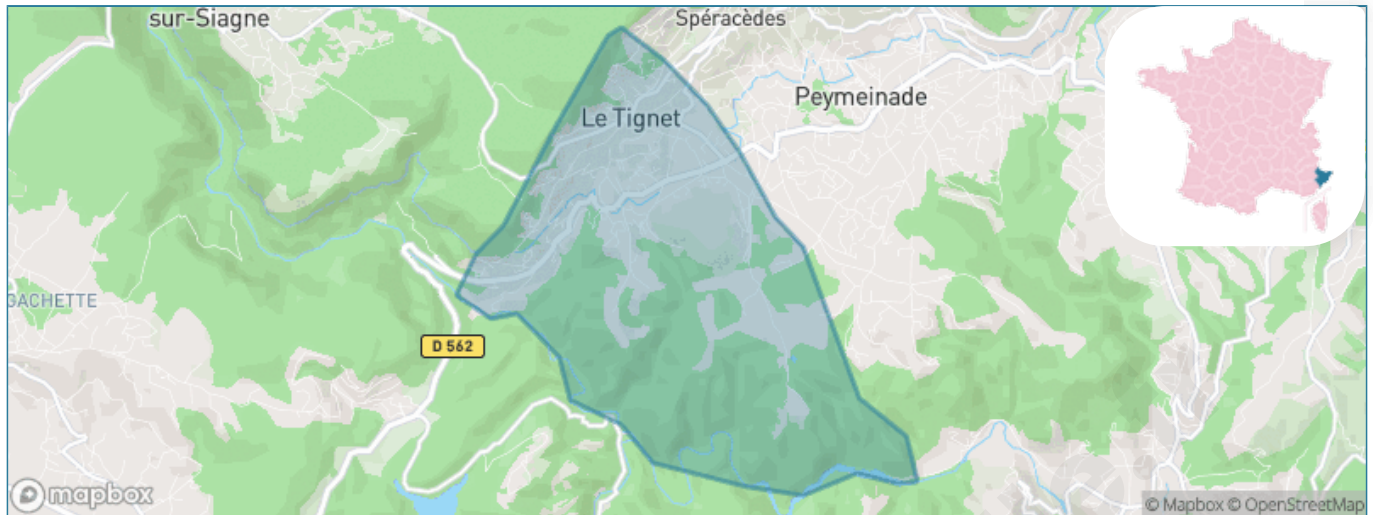 sur-Siagne
Spéracèdes
Peymeinade
Le Tignet
GACHETTE
D 562
mapbox
© Mapbox © OpenStreetMap